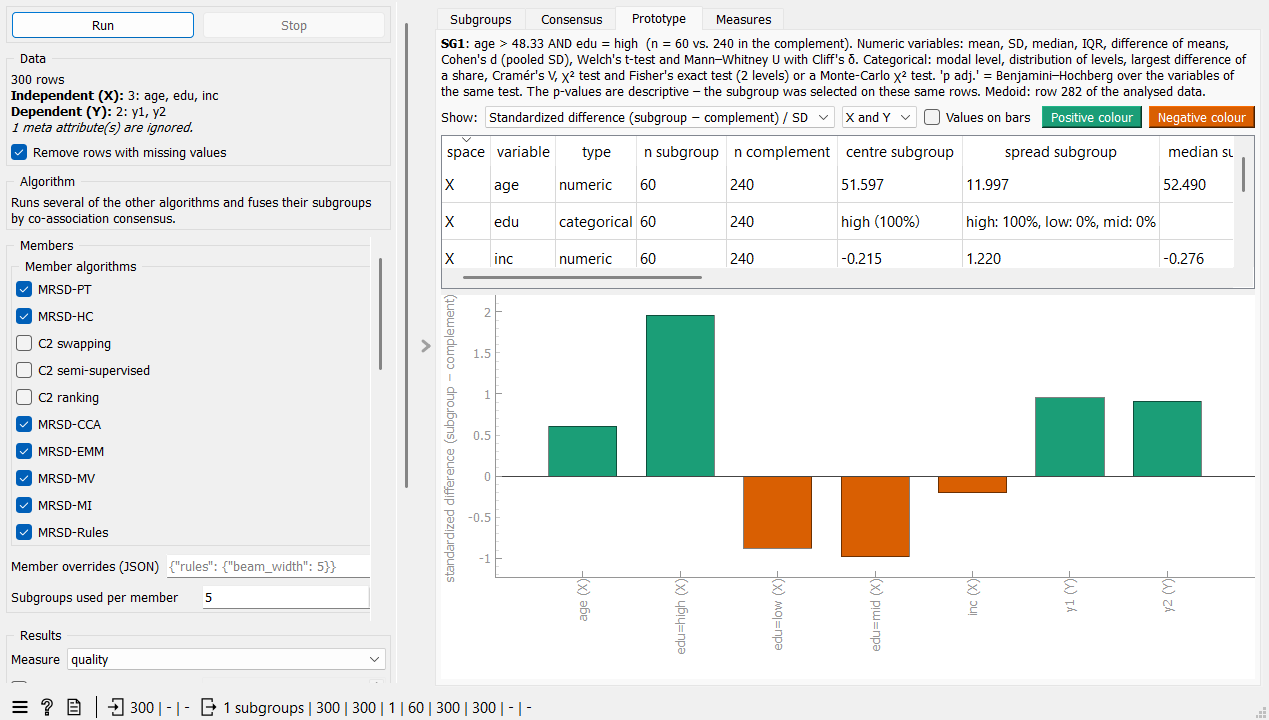 Run
Stop
Data
300 rows
Independent (X): 3: age, edu, inc
Dependent (Y): 2: y1, y2
1 meta attribute(s) are ignored.
Remove rows with missing values
Algorithm
Runs several of the other algorithms and fuses their subgroups
by co-association consensus.
Members
Member algorithms
MRSD-PT
MRSD-HC
C2 swapping
C2 semi-supervised
C2 ranking
MRSD-CCA
MRSD-EMM
MRSD-MV
MRSD-MI
MRSD-Rules
Member overrides (JSON) {"rules": {"beam_width": 5}}
Subgroups used per member 5
Results
Measure quality
Subgroups Consensus Prototype Measures
SG1: age > 48.33 AND edu = high (n = 60 vs. 240 in the complement). Numeric variables: mean, SD, median, IQR, difference of means,
Cohen's d (pooled SD), Welch's t-test and Mann–Whitney U with Cliff's δ. Categorical: modal level, distribution of levels, largest difference of
a share, Cramér's V, χ² test and Fisher's exact test (2 levels) or a Monte-Carlo χ² test. 'p adj.' = Benjamini–Hochberg over the variables of
the same test. The p-values are descriptive – the subgroup was selected on these same rows. Medoid: row 282 of the analysed data.
Show: Standardized difference (subgroup − complement) / SD X and Y Values on bars Positive colour Negative colour
space variable type n subgroup n complement centre subgroup spread subgroup median su
X age numeric 60 240 51.597 11.997 52.490
X edu categorical 60 240 high (100%) high: 100%, low: 0%, mid: 0%
X inc numeric 60 240 -0.215 1.220 -0.276
standardized difference (subgroup − complement)
2
1.5
1
0.5
0
-0.5
-1
age (X)
edu=high (X)
edu=low (X)
edu=mid (X)
inc (X)
y1 (Y)
y2 (Y)
300 | - | - 1 subgroups | 300 | 300 | 1 | 60 | 300 | 300 | - | -